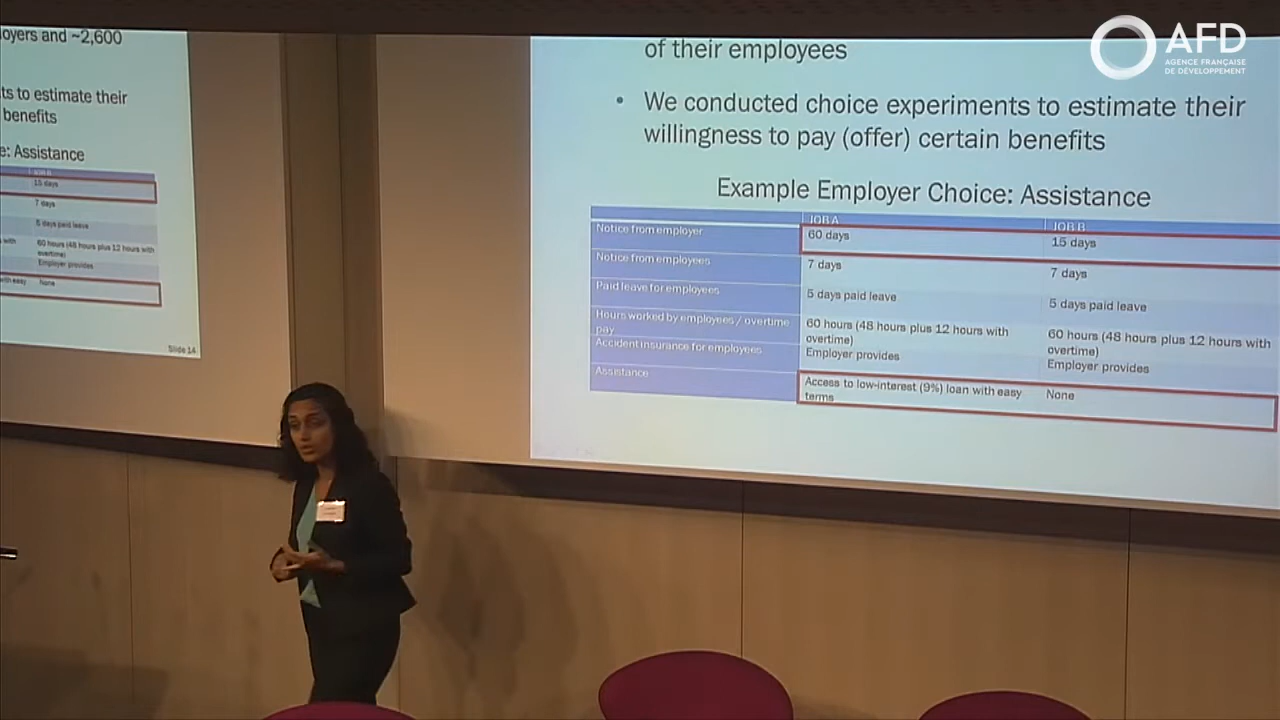 loyers and ~2,600
ts to estimate their
benefits
e: Assistance
JOB B
15 days
7 days
5 days paid leave
with
60 hours (48 hours plus 12 hours with
overtime)
Employer provides
with easy
None
Slide 14
of their employees
• We conducted choice experiments to estimate their
willingness to pay (offer) certain benefits
Example Employer Choice: Assistance
JOB A
JOB B
Notice from employer
60 days
15 days
Notice from employees
7 days
7 days
Paid leave for employees
5 days paid leave
5 days paid leave
Hours worked by employees / overtime
pay
60 hours (48 hours plus 12 hours with
overtime)
60 hours (48 hours plus 12 hours with
overtime)
Accident insurance for employees
Employer provides
Employer provides
Assistance
Access to low-interest (9%) loan with easy
terms
None
AFD
AGENCE FRANÇAISE
DE DÉVELOPPEMENT